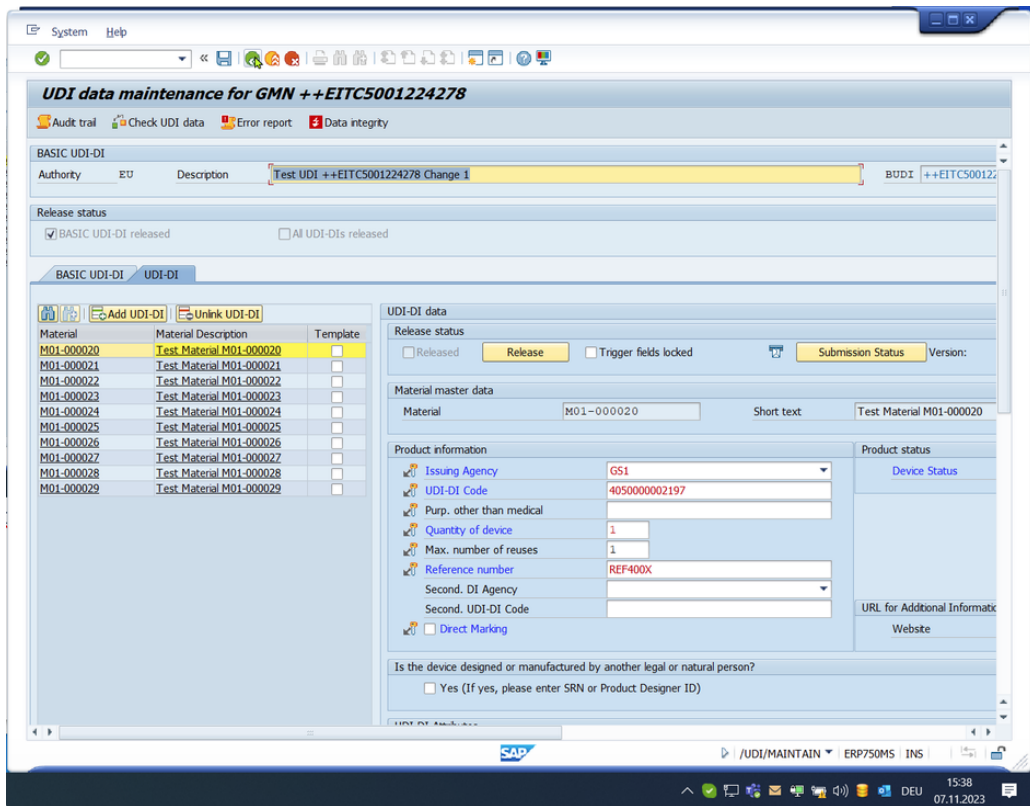 System Help
UDI data maintenance for GMN ++EITC5001224278
Audit trail Check UDI data Error report Data integrity
BASIC UDI-DI
Authority EU Description Test UDI ++EITC5001224278 Change 1 BUDI ++EITC500122
Release status
BASIC UDI-DI released All UDI-DIs released
BASIC UDI-DI UDI-DI
Add UDI-DI Unlink UDI-DI
Material Material Description Template
M01-000020 Test Material M01-000020
M01-000021 Test Material M01-000021
M01-000022 Test Material M01-000022
M01-000023 Test Material M01-000023
M01-000024 Test Material M01-000024
M01-000025 Test Material M01-000025
M01-000026 Test Material M01-000026
M01-000027 Test Material M01-000027
M01-000028 Test Material M01-000028
M01-000029 Test Material M01-000029
UDI-DI data
Release status
Released Release Trigger fields locked Submission Status Version:
Material master data
Material M01-000020 Short text Test Material M01-000020
Product information
Issuing Agency GS1
UDI-DI Code 4050000002197
Purp. other than medical
Quantity of device 1
Max. number of reuses 1
Reference number REF400X
Second. DI Agency
Second. UDI-DI Code
Direct Marking
Product status
Device Status
URL for Additional Informatic
Website
Is the device designed or manufactured by another legal or natural person?
Yes (If yes, please enter SRN or Product Designer ID)
UDI-DI Attributes
SAP /UDI/MAINTAIN ERP750MS INS
DEU 15:38
07.11.2023